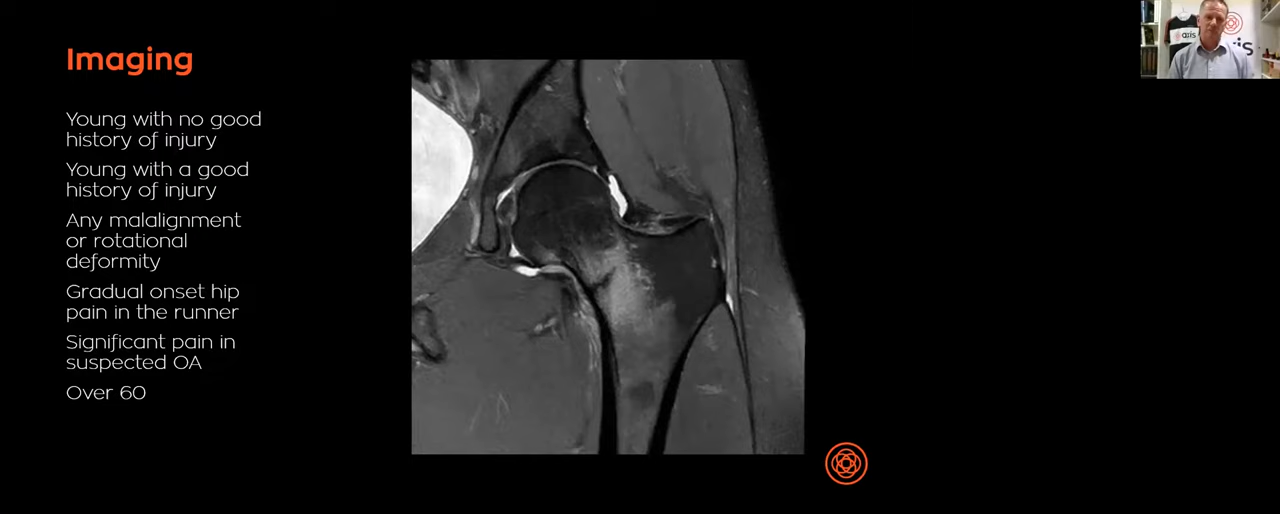 Imaging
Young with no good
history of injury
Young with a good
history of injury
Any malalignment
or rotational
deformity
Gradual onset hip
pain in the runner
Significant pain in
suspected OA
Over 60
axis